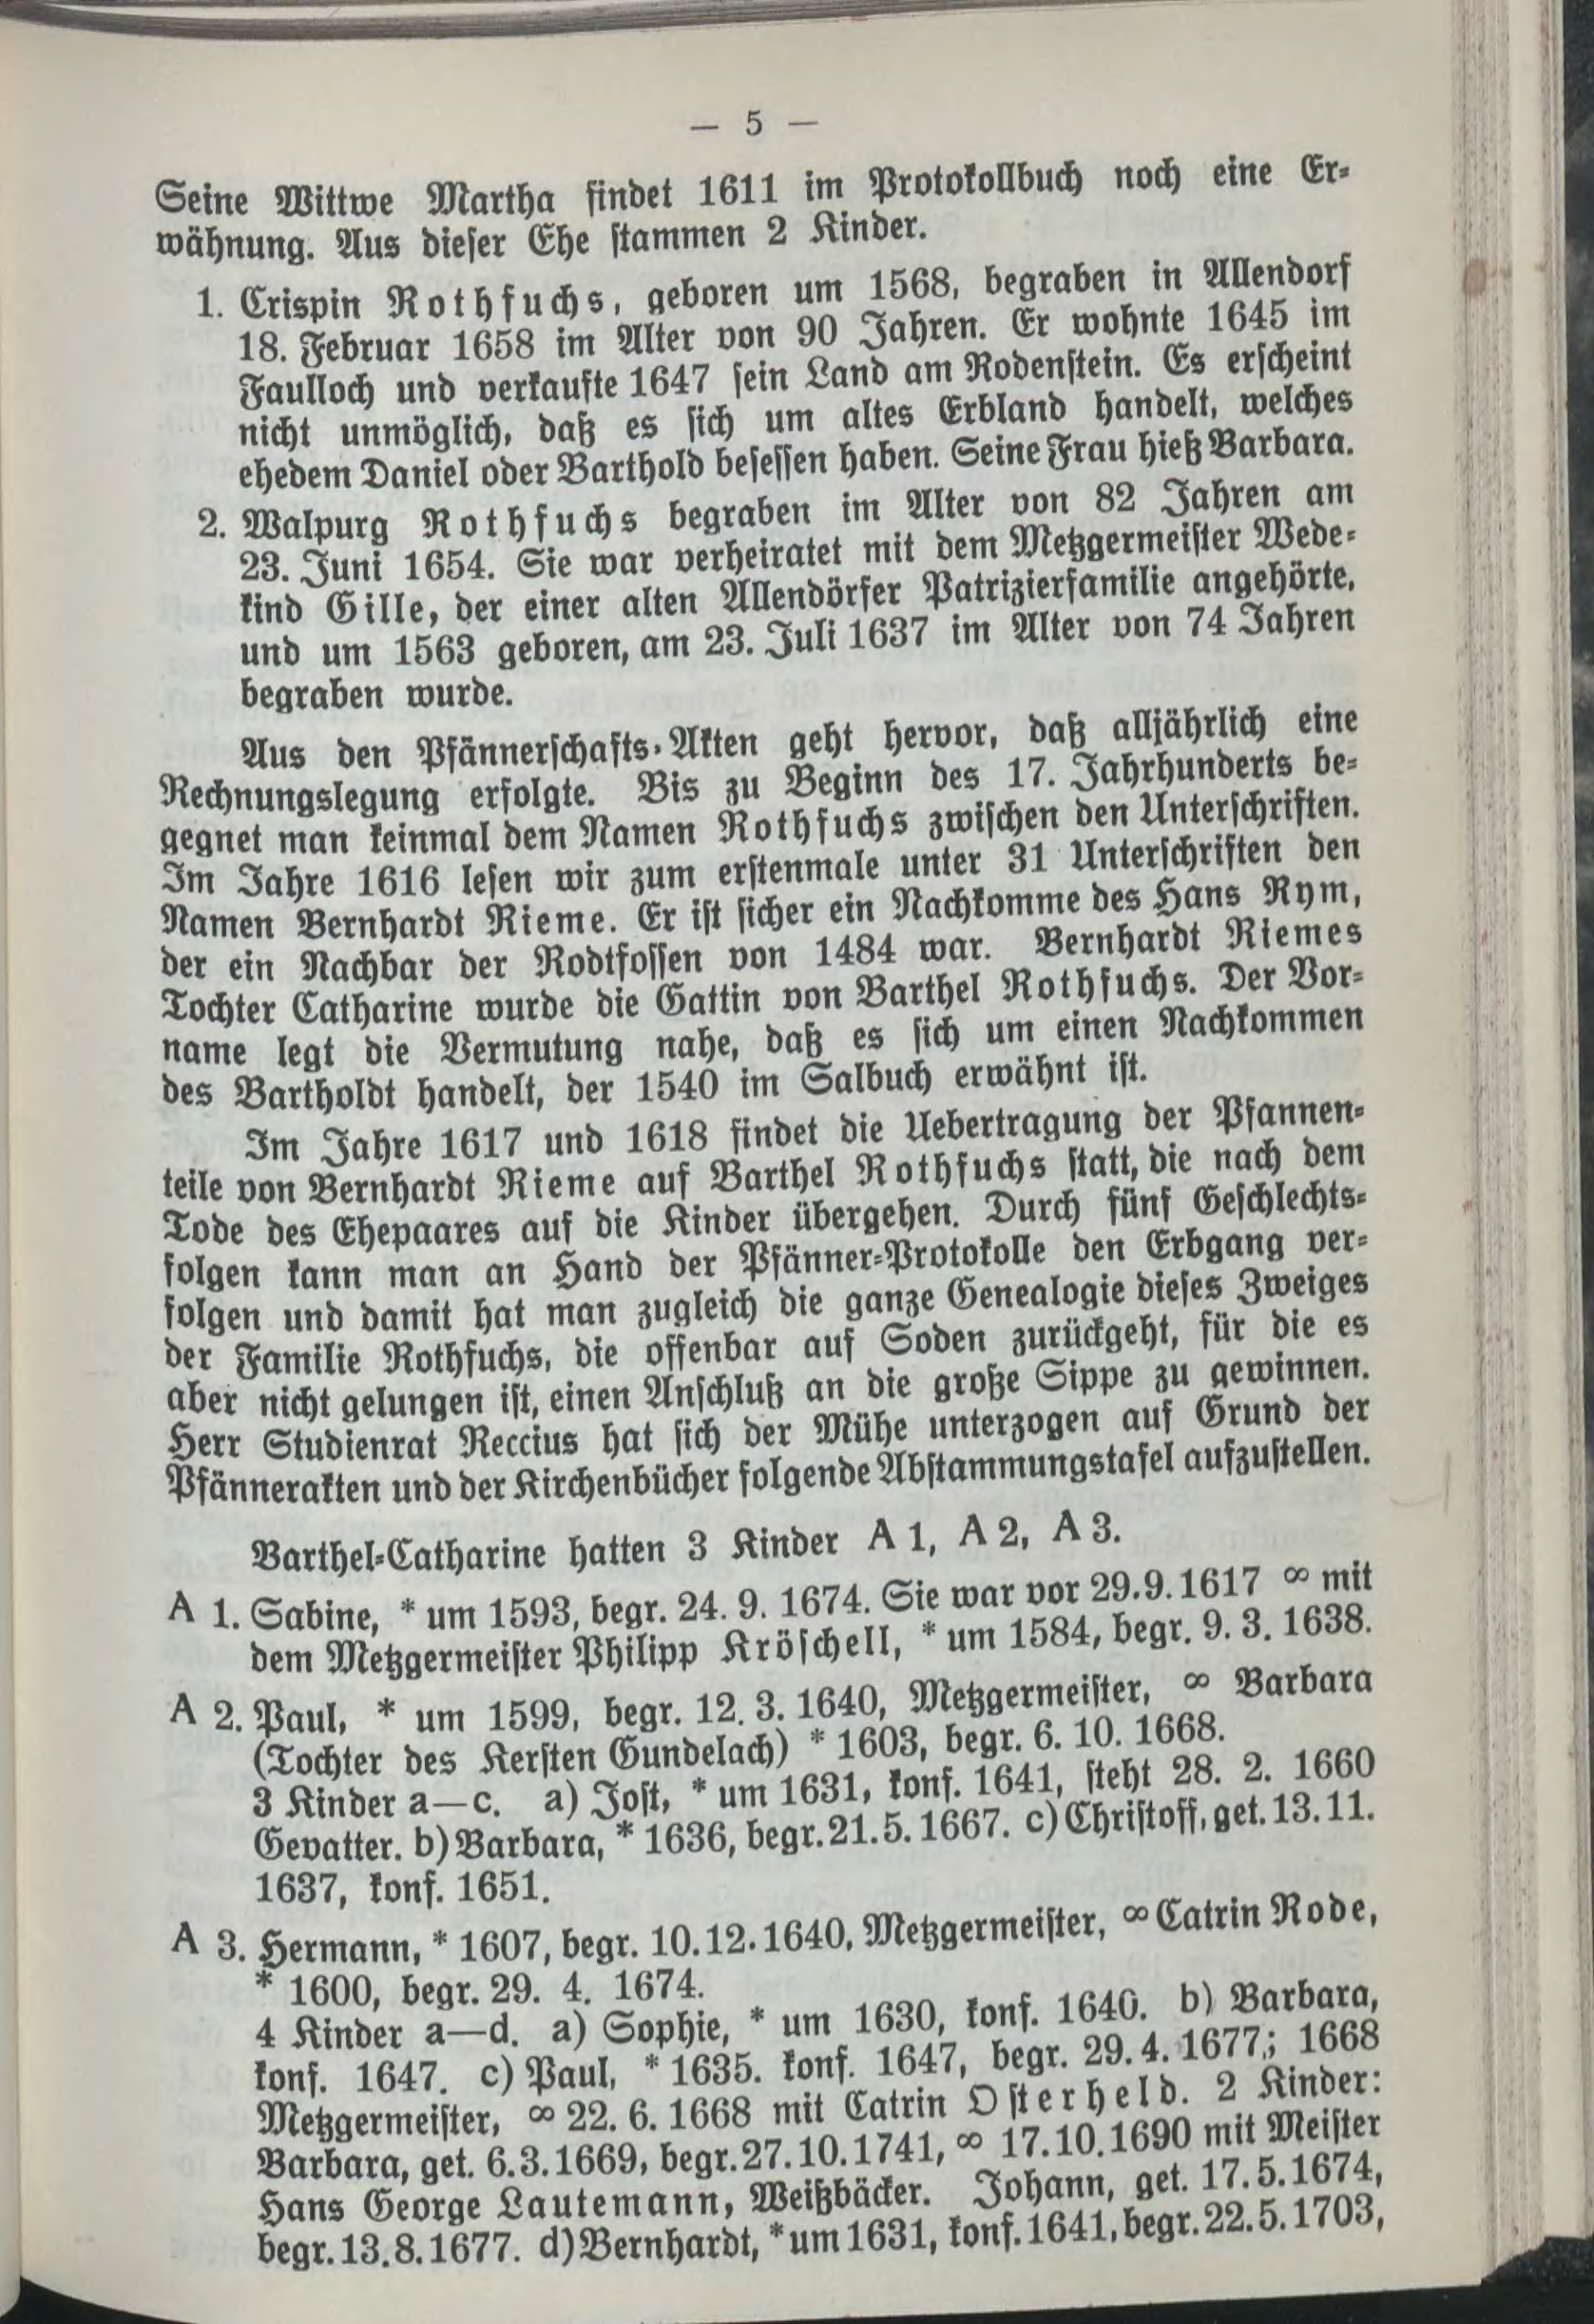 — 5 —
Seine Wittwe Martha findet 1611 im Protokollbuch noch eine Er-
wähnung. Aus dieser Ehe stammen 2 Kinder.
1. Crispin Rothfuchs, geboren um 1568, begraben in Allendorf
18. Februar 1658 im Alter von 90 Jahren. Er wohnte 1645 im
Faulloch und verkaufte 1647 sein Land am Rodenstein. Es erscheint
nicht unmöglich, daß es sich um altes Erbland handelt, welches
ehedem Daniel oder Barthold besessen haben. Seine Frau hieß Barbara.
2. Walpurg Rothfuchs begraben im Alter von 82 Jahren am
23. Juni 1654. Sie war verheiratet mit dem Metzgermeister Wede-
kind Gille, der einer alten Allendörfer Patrizierfamilie angehörte,
und um 1563 geboren, am 23. Juli 1637 im Alter von 74 Jahren
begraben wurde.
Aus den Pfännerschafts-Akten geht hervor, daß alljährlich eine
Rechnungslegung erfolgte. Bis zu Beginn des 17. Jahrhunderts be-
gegnet man keinmal dem Namen Rothfuchs zwischen den Unterschriften.
Im Jahre 1616 lesen wir zum erstenmale unter 31 Unterschriften den
Namen Bernhardt Rieme. Er ist sicher ein Nachkomme des Hans Rym,
der ein Nachbar der Rodtfossen von 1484 war. Bernhardt Riemes
Tochter Catharine wurde die Gattin von Barthel Rothfuchs. Der Vor-
name legt die Vermutung nahe, daß es sich um einen Nachkommen
des Bartholdt handelt, der 1540 im Salbuch erwähnt ist.
Im Jahre 1617 und 1618 findet die Uebertragung der Pfannen-
teile von Bernhardt Rieme auf Barthel Rothfuchs statt, die nach dem
Tode des Ehepaares auf die Kinder übergehen. Durch fünf Geschlechts-
folgen kann man an Hand der Pfänner-Protokolle den Erbgang ver-
folgen und damit hat man zugleich die ganze Genealogie dieses Zweiges
der Familie Rothfuchs, die offenbar auf Soden zurückgeht, für die es
aber nicht gelungen ist, einen Anschluß an die große Sippe zu gewinnen.
Herr Studienrat Reccius hat sich der Mühe unterzogen auf Grund der
Pfännerakten und der Kirchenbücher folgende Abstammungstafel aufzustellen.
Barthel-Catharine hatten 3 Kinder A 1, A 2, A 3.
A 1. Sabine, * um 1593, begr. 24. 9. 1674. Sie war vor 29.9.1617 ∞ mit
dem Metzgermeister Philipp Kröschell, * um 1584, begr. 9. 3. 1638.
A 2. Paul, * um 1599, begr. 12. 3. 1640, Metzgermeister, ∞ Barbara
(Tochter des Kersten Gundelach) * 1603, begr. 6. 10. 1668.
3 Kinder a—c. a) Jost, * um 1631, konf. 1641, steht 28. 2. 1660
Gevatter. b) Barbara, * 1636, begr. 21. 5. 1667. c) Christoff, get. 13. 11.
1637, konf. 1651.
A 3. Hermann, * 1607, begr. 10.12.1640, Metzgermeister, ∞ Catrin Rode,
* 1600, begr. 29. 4. 1674.
4 Kinder a—d. a) Sophie, * um 1630, konf. 1640. b) Barbara,
konf. 1647. c) Paul, * 1635. konf. 1647, begr. 29. 4. 1677; 1668
Metzgermeister, ∞ 22. 6. 1668 mit Catrin Osterheld. 2 Kinder:
Barbara, get. 6.3.1669, begr. 27.10.1741, ∞ 17.10.1690 mit Meister
Hans George Lautemann, Weißbäcker. Johann, get. 17.5.1674,
begr. 13.8.1677. d) Bernhardt, * um 1631, konf. 1641, begr. 22.5.1703,